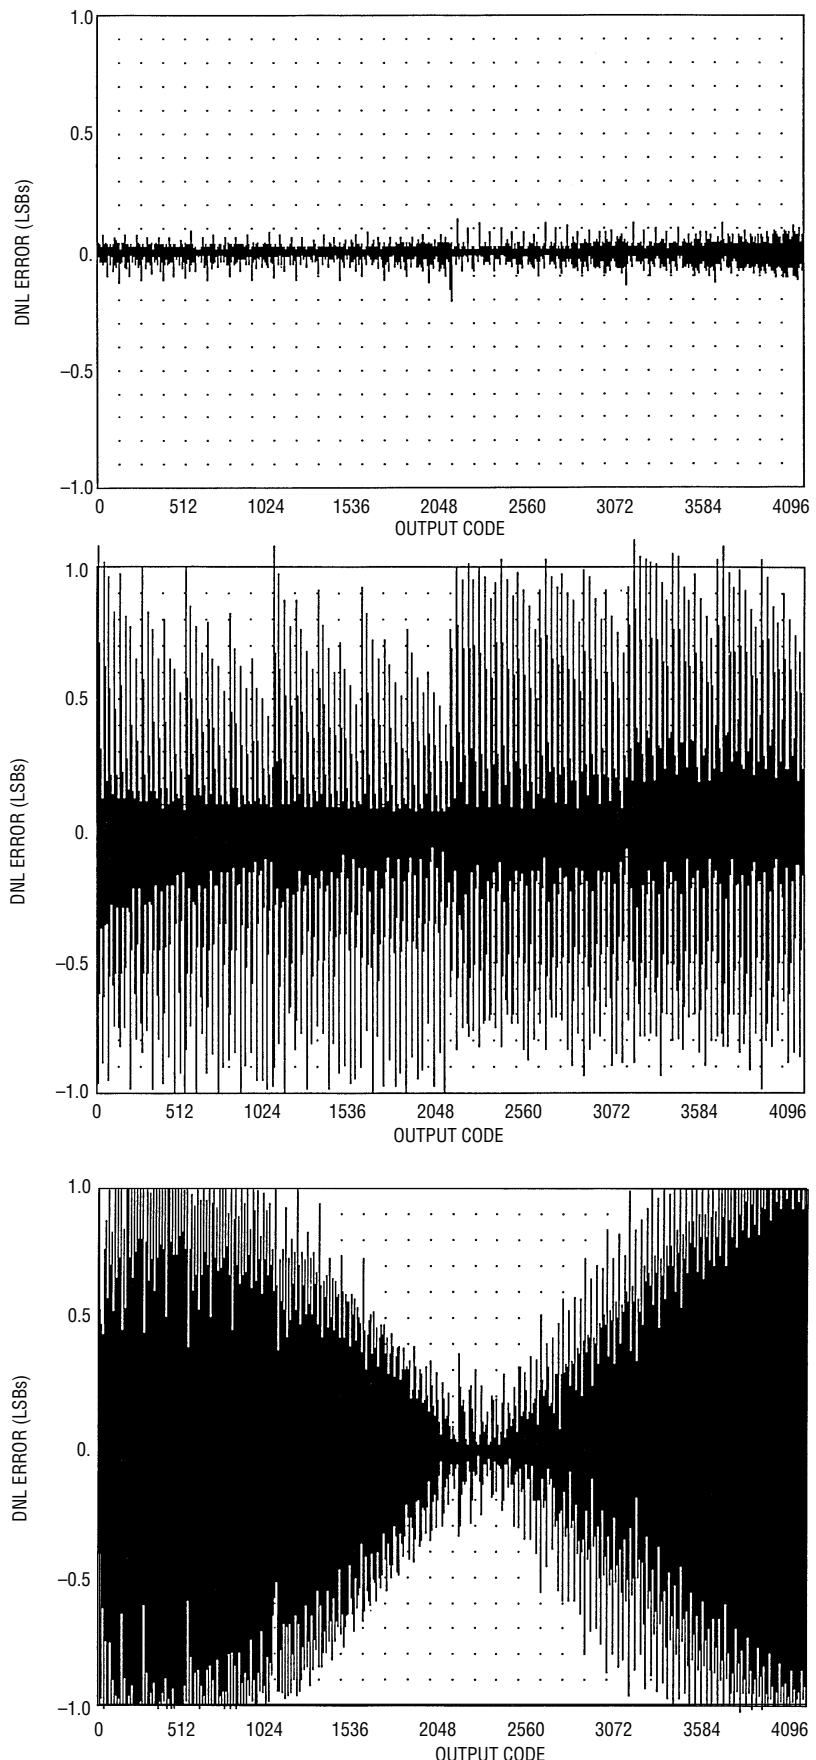 1.0
0.5
0.
–0.5
–1.0
DNL ERROR (LSBs)
0 512 1024 1536 2048 2560 3072 3584 4096
OUTPUT CODE
1.0
0.5
0.
–0.5
–1.0
DNL ERROR (LSBs)
0 512 1024 1536 2048 2560 3072 3584 4096
OUTPUT CODE
1.0
0.5
0.
–0.5
–1.0
DNL ERROR (LSBs)
0 512 1024 1536 2048 2560 3072 3584 4096
OUTPUT CODE